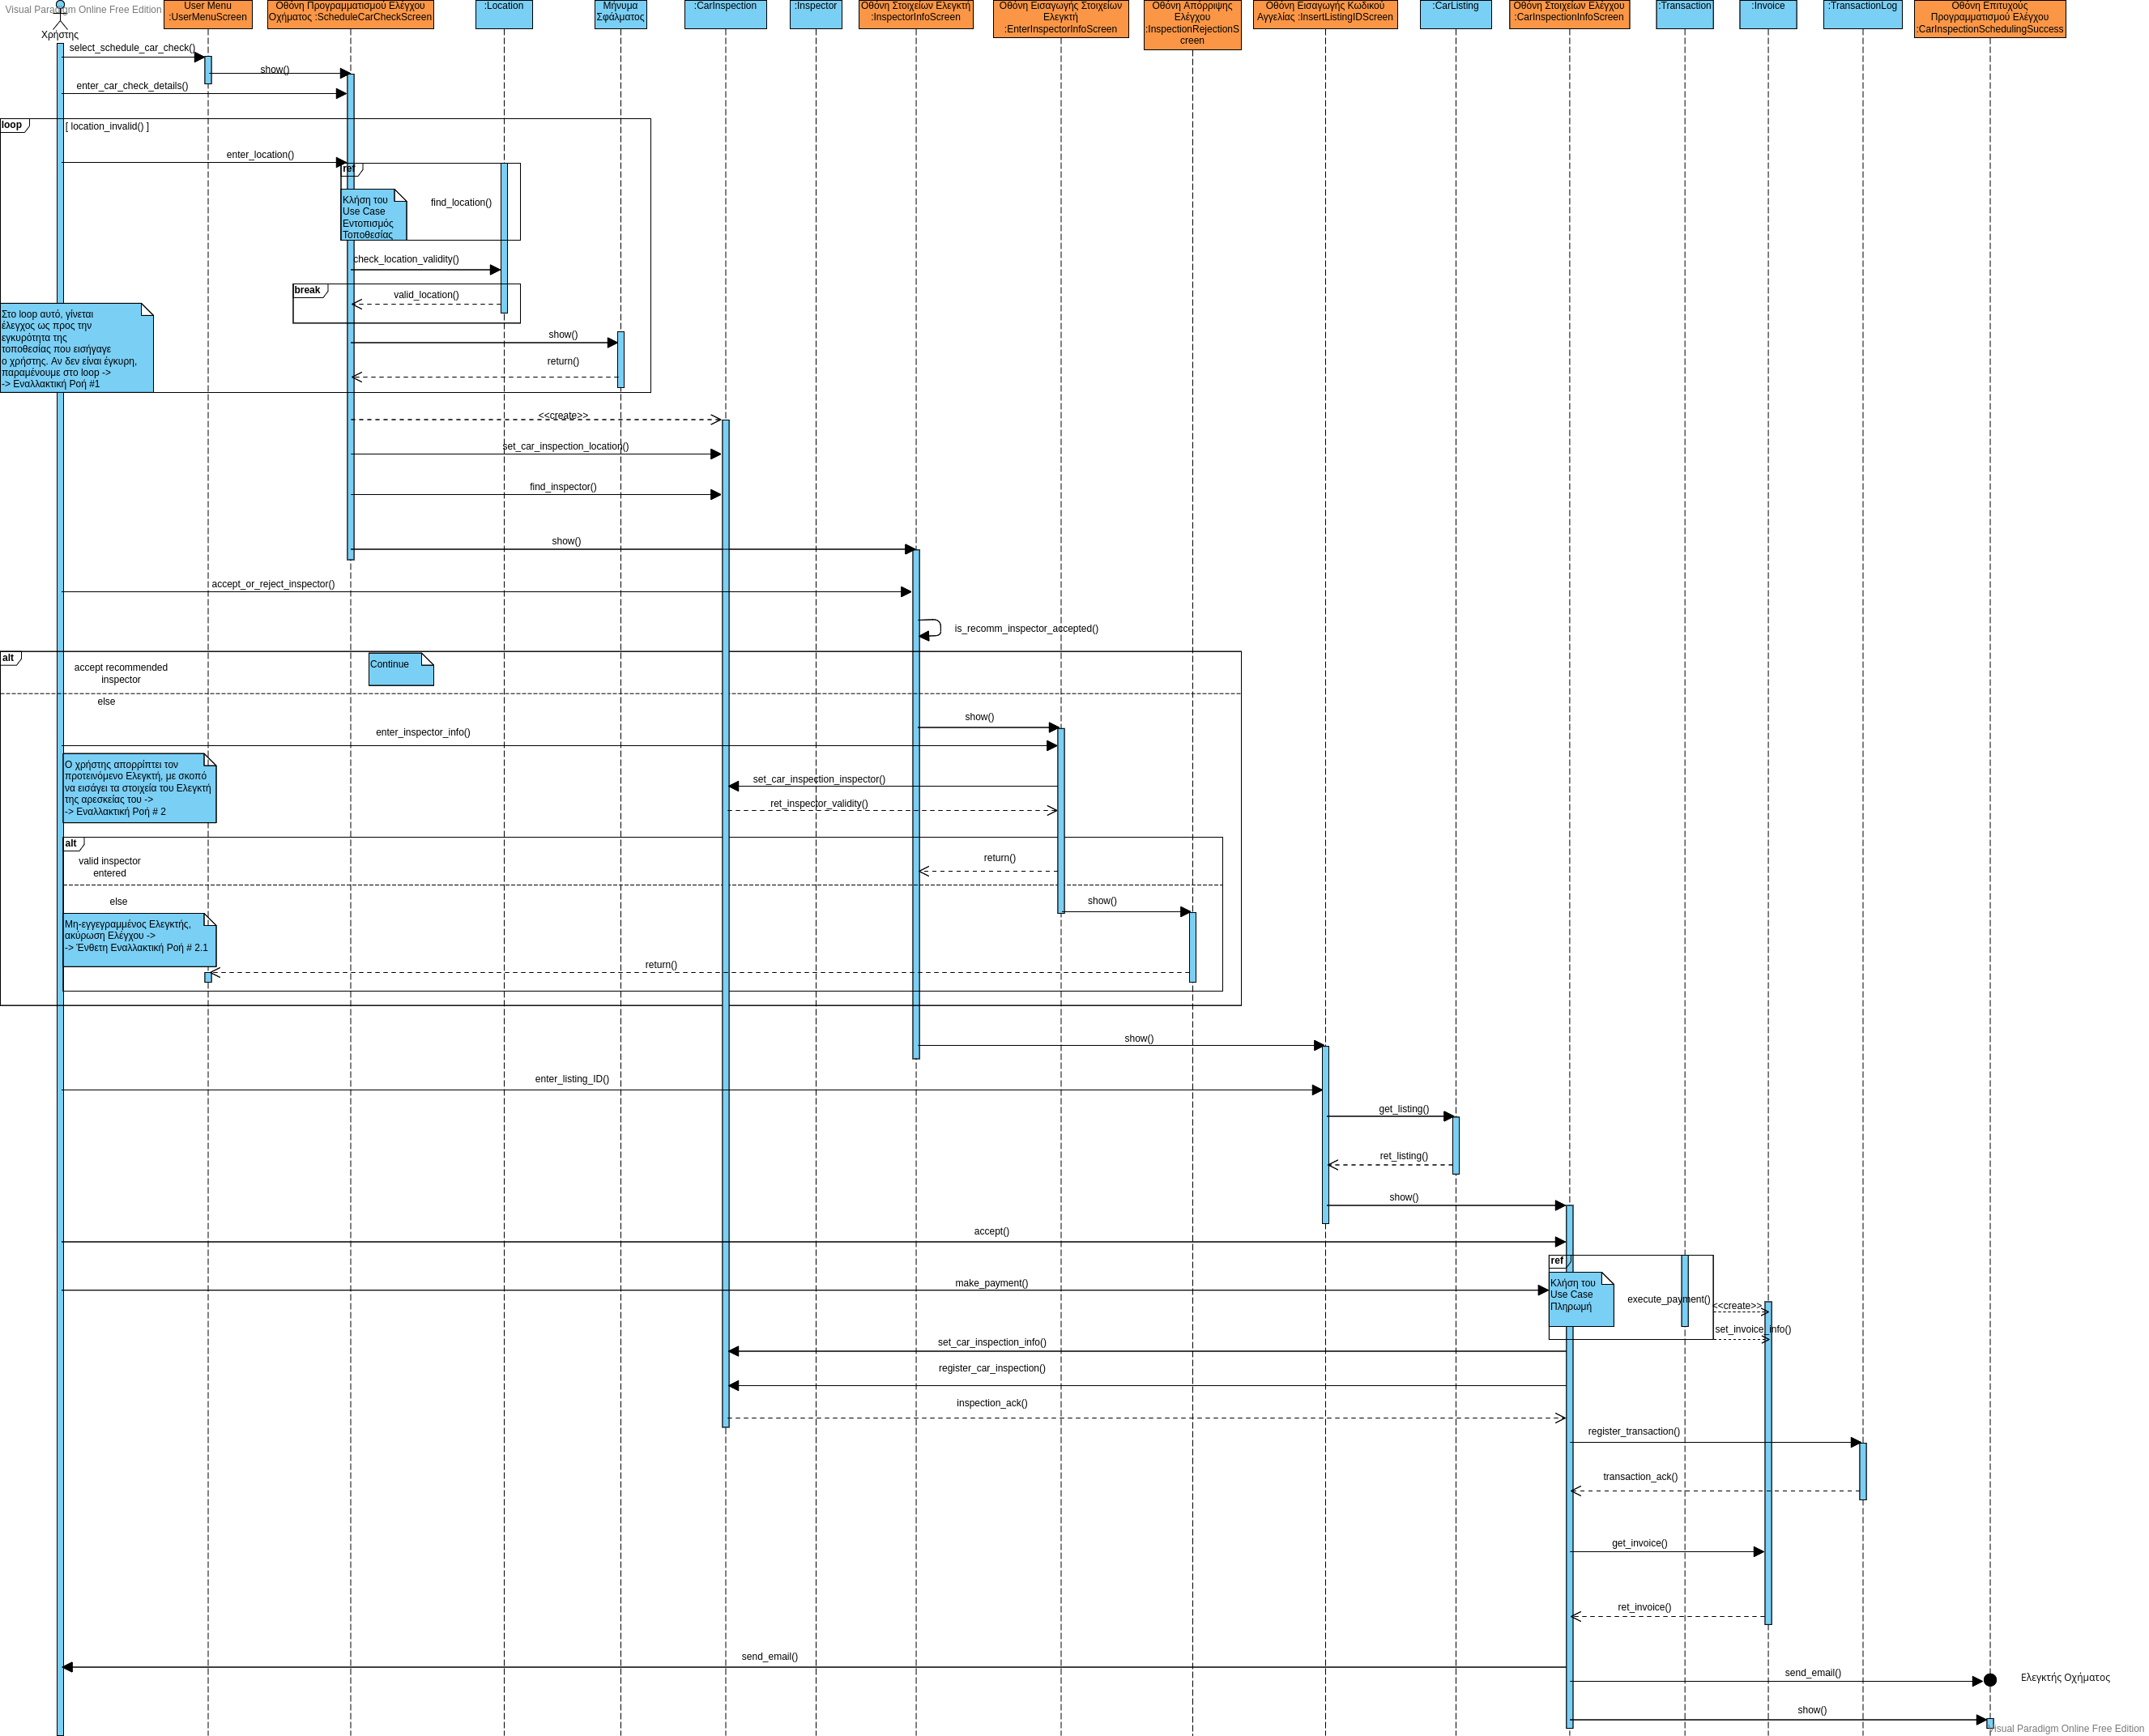 Visual Paradigm Online Free Edition
Χρήστης
User Menu
:UserMenuScreen
Οθόνη Προγραμματισμού Ελέγχου
Οχήματος :ScheduleCarCheckScreen
:Location
Μήνυμα
Σφάλματος
:CarInspection
:Inspector
Οθόνη Στοιχείων Ελεγκτή
:InspectorInfoScreen
Οθόνη Εισαγωγής Στοιχείων
Ελεγκτή
:EnterInspectorInfoScreen
Οθόνη Απόρριψης
Ελέγχου
:InspectionRejectionS
creen
Οθόνη Εισαγωγής Κωδικού
Αγγελίας :InsertListingIDScreen
:CarListing
Οθόνη Στοιχείων Ελέγχου
:CarInspectionInfoScreen
:Transaction
:Invoice
:TransactionLog
Οθόνη Επιτυχούς
Προγραμματισμού Ελέγχου
:CarInspectionSchedulingSuccess
select_schedule_car_check()
show()
enter_car_check_details()
loop
[ location_invalid() ]
enter_location()
ref
Κλήση του
Use Case
Εντοπισμός
Τοποθεσίας
find_location()
check_location_validity()
break
valid_location()
Στο loop αυτό, γίνεται
έλεγχος ως προς την
εγκυρότητα της
τοποθεσίας που εισήγαγε
ο χρήστης. Αν δεν είναι έγκυρη,
παραμένουμε στο loop ->
-> Εναλλακτική Ροή #1
show()
return()
<<create>>
set_car_inspection_location()
find_inspector()
show()
accept_or_reject_inspector()
is_recomm_inspector_accepted()
alt
accept recommended
inspector
Continue
else
show()
enter_inspector_info()
Ο χρήστης απορρίπτει τον
προτεινόμενο Ελεγκτή, με σκοπό
να εισάγει τα στοιχεία του Ελεγκτή
της αρεσκείας του ->
-> Εναλλακτική Ροή # 2
set_car_inspection_inspector()
ret_inspector_validity()
alt
valid inspector
entered
return()
else
show()
Μη-εγγεγραμμένος Ελεγκτής,
ακύρωση Ελέγχου ->
-> Ένθετη Εναλλακτική Ροή # 2.1
return()
show()
enter_listing_ID()
get_listing()
ret_listing()
show()
accept()
ref
make_payment()
Κλήση του
Use Case
Πληρωμή
execute_payment()
<<create>>
set_invoice_info()
set_car_inspection_info()
register_car_inspection()
inspection_ack()
register_transaction()
transaction_ack()
get_invoice()
ret_invoice()
send_email()
send_email()
Ελεγκτής Οχήματος
show()
Visual Paradigm Online Free Edition